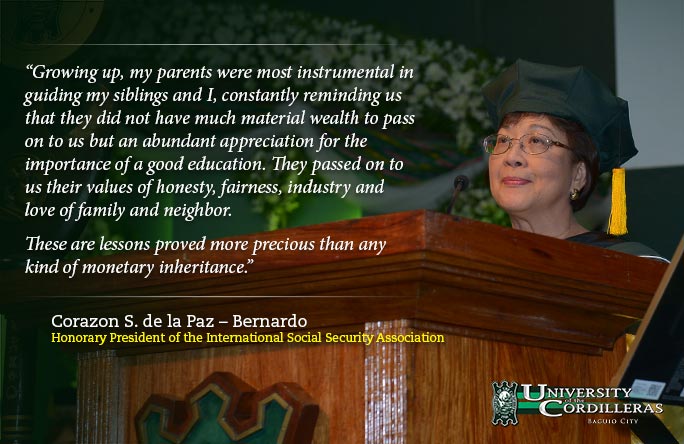 “Growing up, my parents were most instrumental in
guiding my siblings and I, constantly reminding us
that they did not have much material wealth to pass
on to us but an abundant appreciation for the
importance of a good education. They passed on to
us their values of honesty, fairness, industry and
love of family and neighbor.
These are lessons proved more precious than any
kind of monetary inheritance.”
Corazon S. de la Paz – Bernardo
Honorary President of the International Social Security Association
University
of the
Cordilleras
Baguio City